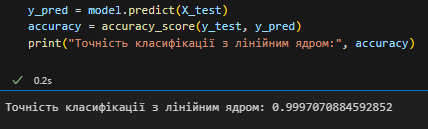 y_pred = model.predict(X_test)
accuracy = accuracy_score(y_test, y_pred)
print("Точність класифікації з лінійним ядром:", accuracy)
0.2s
Точність класифікації з лінійним ядром: 0.9997070884592852